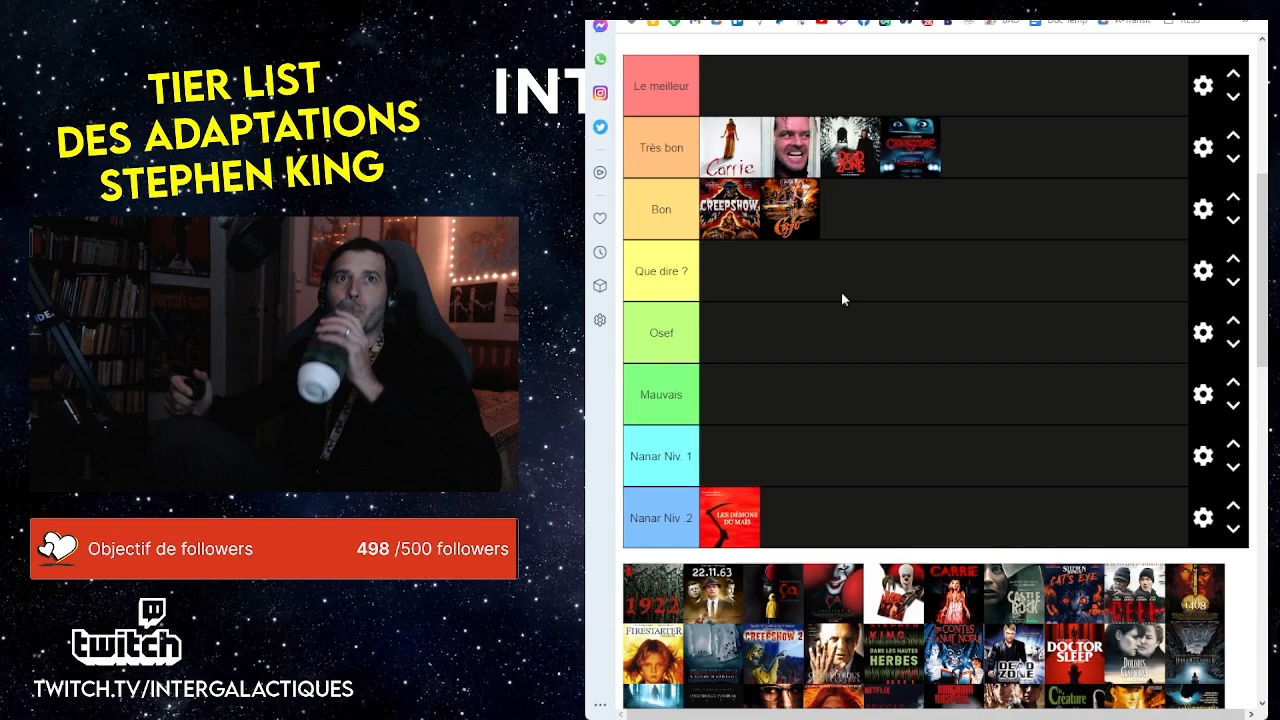 TIER LIST
DES ADAPTATIONS
STEPHEN KING
INT
Objectif de followers
498 /500 followers
twitch
TWITCH.TV/INTERGALACTIQUES
Le meilleur
Très bon
Carrie
DEAD ZONE
CHRISTINE
Bon
CREEPSHOW
Cujo
Que dire ?
Osef
Mauvais
Nanar Niv. 1
Nanar Niv .2
LES DÉMONS
DU MAÏS
1922
22.11.63
ÇA
CARRIE
CASTLE
ROCK
CAT'S EYE
CELL
1408
FIRESTARTER
CREEPSHOW 2
STEPHEN KING
DANS LES HAUTES
HERBES
NETFLIX
LES CONTES
DE LA NUIT NOIRE
DEAD
ZONE
DOCTOR
SLEEP
DOLORES
La Créature